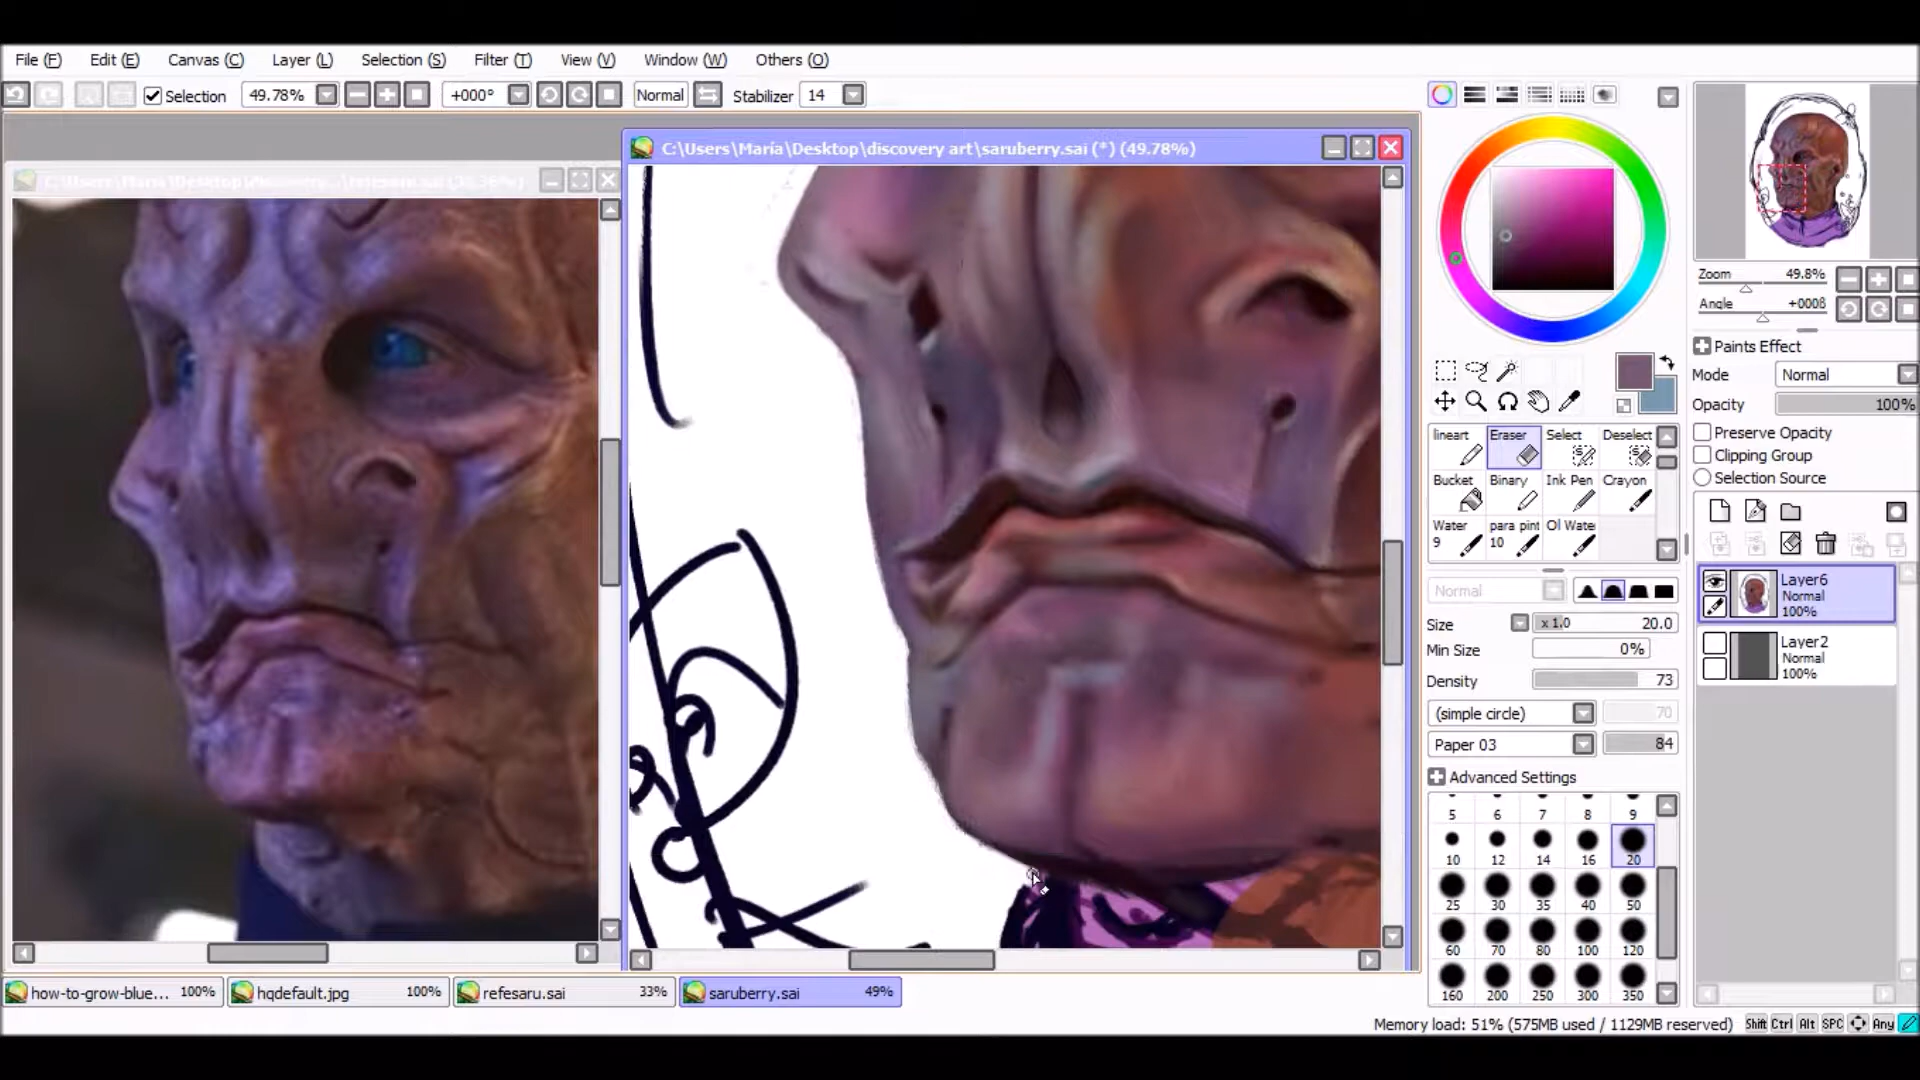 File (F) Edit (E) Canvas (C) Layer (L) Selection (S) Filter (T) View (V) Window (W) Others (O)
Selection 49.78% +000° Normal Stabilizer 14
C:\Users\María\Desktop\discovery art\saruberry.sai (*) (49.78%)
Zoom 49.8%
Angle +000ß
Paints Effect
Mode Normal
Opacity 100%
Preserve Opacity
Clipping Group
Selection Source
lineart Eraser Select Deselect
Bucket Binary Ink Pen Crayon
Water 9 para pint 10 Ol Wate
Normal
Size x 1.0 20.0
Min Size 0%
Density 73
(simple circle) 70
Paper 03 84
Advanced Settings
5 6 7 8 9
10 12 14 16 20
25 30 35 40 50
60 70 80 100 120
160 200 250 300 350
Layer6
Normal
100%
Layer2
Normal
100%
how-to-grow-blue... 100% hqdefault.jpg 100% refesaru.sai 33% saruberry.sai 49%
Memory load: 51% (575MB used / 1129MB reserved) Shift Ctrl Alt SPC Any